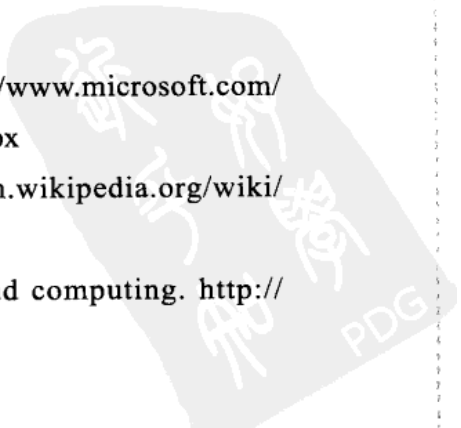 /www.microsoft.com/
ox
n.wikipedia.org/wiki/
d computing. http://
PDG